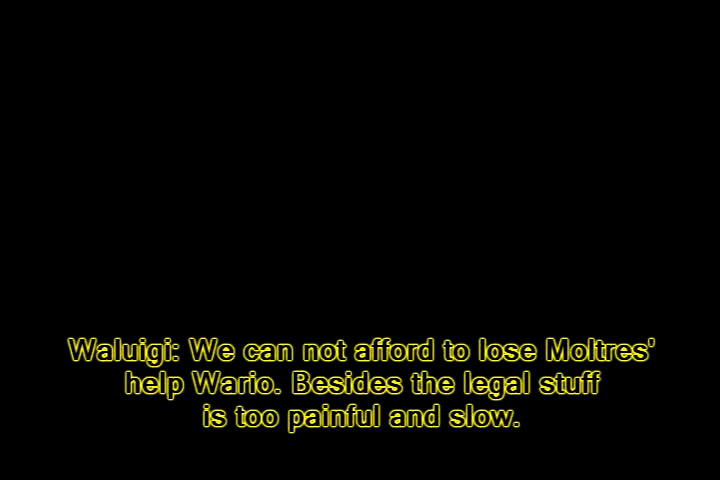 Waluigi: We can not afford to lose Moltres'
help Wario. Besides the legal stuff
is too painful and slow.